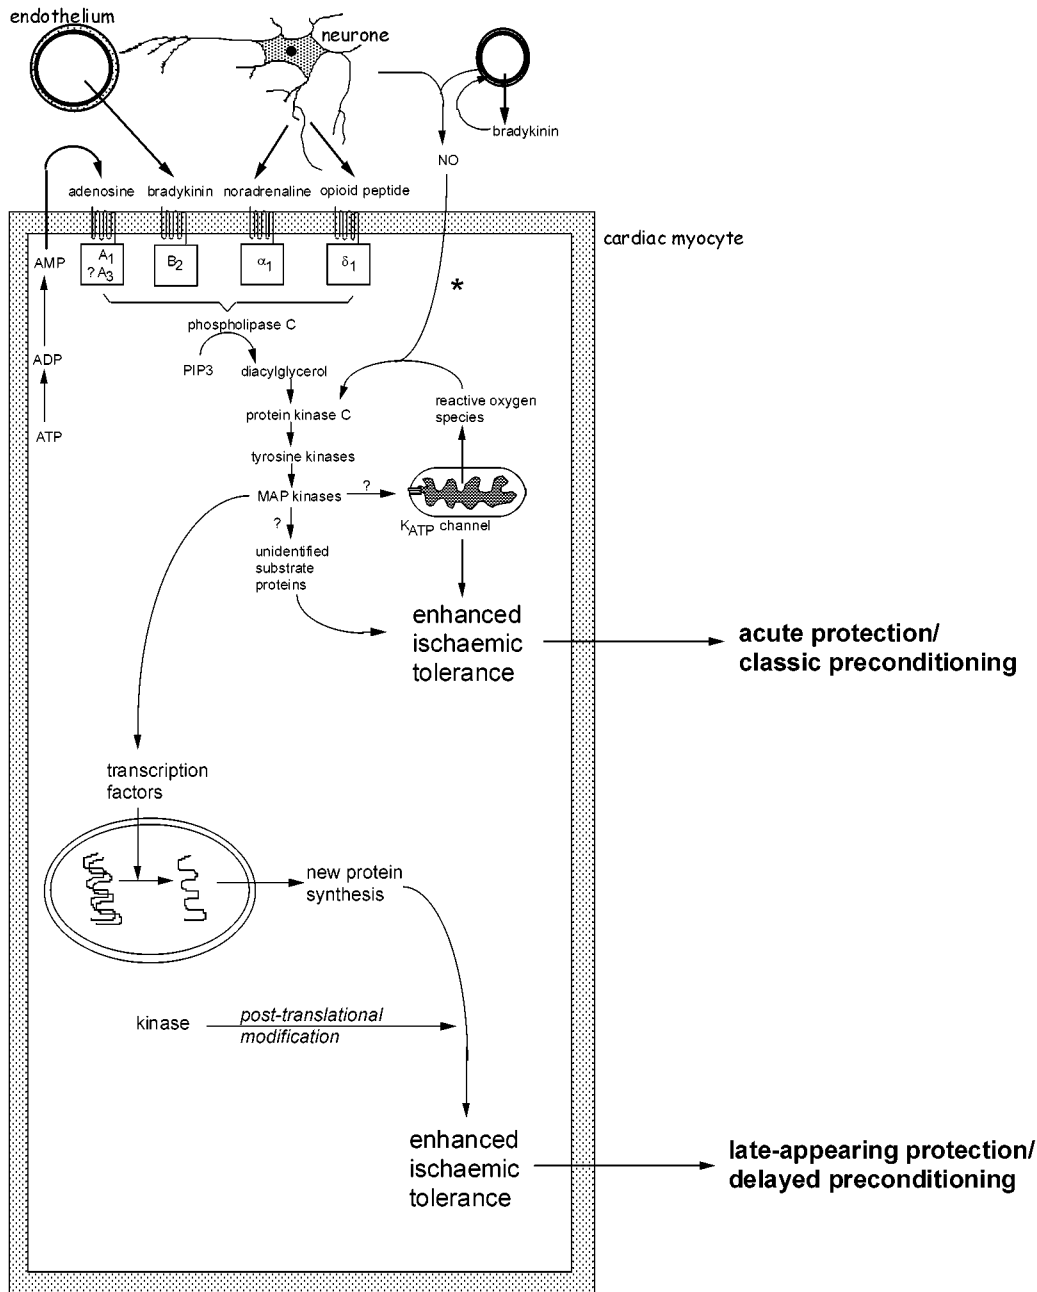 endothelium
neurone
bradykinin
NO
adenosine
bradykinin
noradrenaline
opioid peptide
cardiac myocyte
AMP
A1
? A3
B2
α1
δ1
*
phospholipase C
ADP
PIP3
diacylglycerol
reactive oxygen
species
protein kinase C
ATP
tyrosine kinases
MAP kinases
?
?
KATP channel
unidentified
substrate
proteins
enhanced
ischaemic
tolerance
acute protection/
classic preconditioning
transcription
factors
new protein
synthesis
kinase
post-translational
modification
enhanced
ischaemic
tolerance
late-appearing protection/
delayed preconditioning